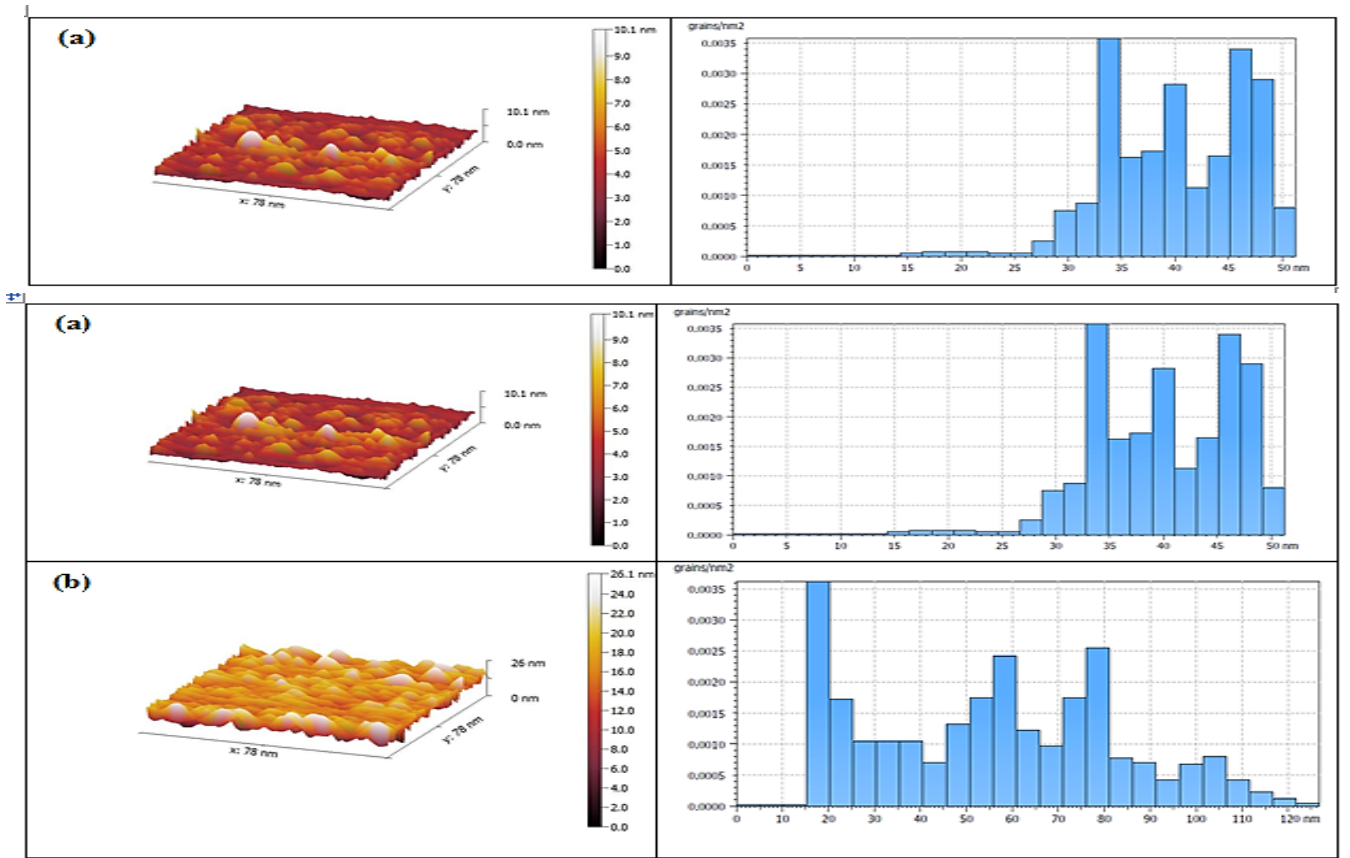 (a)
10.1 nm
9.0
8.0
7.0
6.0
5.0
4.0
3.0
2.0
1.0
0.0
10.1 nm
0.0 nm
x: 78 nm
y: 78 nm
grains/nm2
0,0035
0,0030
0,0025
0,0020
0,0015
0,0010
0,0005
0,0000
0 5 10 15 20 25 30 35 40 45 50 nm
(a)
10.1 nm
9.0
8.0
7.0
6.0
5.0
4.0
3.0
2.0
1.0
0.0
10.1 nm
0.0 nm
x: 78 nm
y: 78 nm
grains/nm2
0,0035
0,0030
0,0025
0,0020
0,0015
0,0010
0,0005
0,0000
0 5 10 15 20 25 30 35 40 45 50 nm
(b)
26.1 nm
24.0
22.0
20.0
18.0
16.0
14.0
12.0
10.0
8.0
6.0
4.0
2.0
0.0
26 nm
0 nm
x: 78 nm
y: 78 nm
grains/nm2
0,0035
0,0030
0,0025
0,0020
0,0015
0,0010
0,0005
0,0000
0 10 20 30 40 50 60 70 80 90 100 110 120 nm